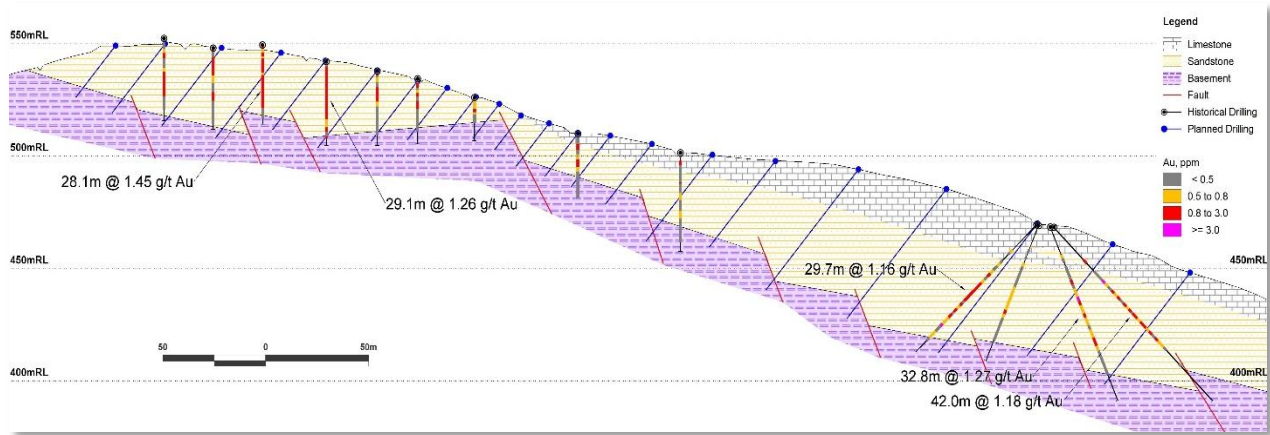 550mRL
500mRL
450mRL
400mRL
28.1m @ 1.45 g/t Au
29.1m @ 1.26 g/t Au
29.7m @ 1.16 g/t Au
32.8m @ 1.27 g/t Au
42.0m @ 1.18 g/t Au
50 0 50m
450mRL
400mRL
Legend
Limestone
Sandstone
Basement
Fault
Historical Drilling
Planned Drilling
Au, ppm
< 0.5
0.5 to 0.8
0.8 to 3.0
>= 3.0